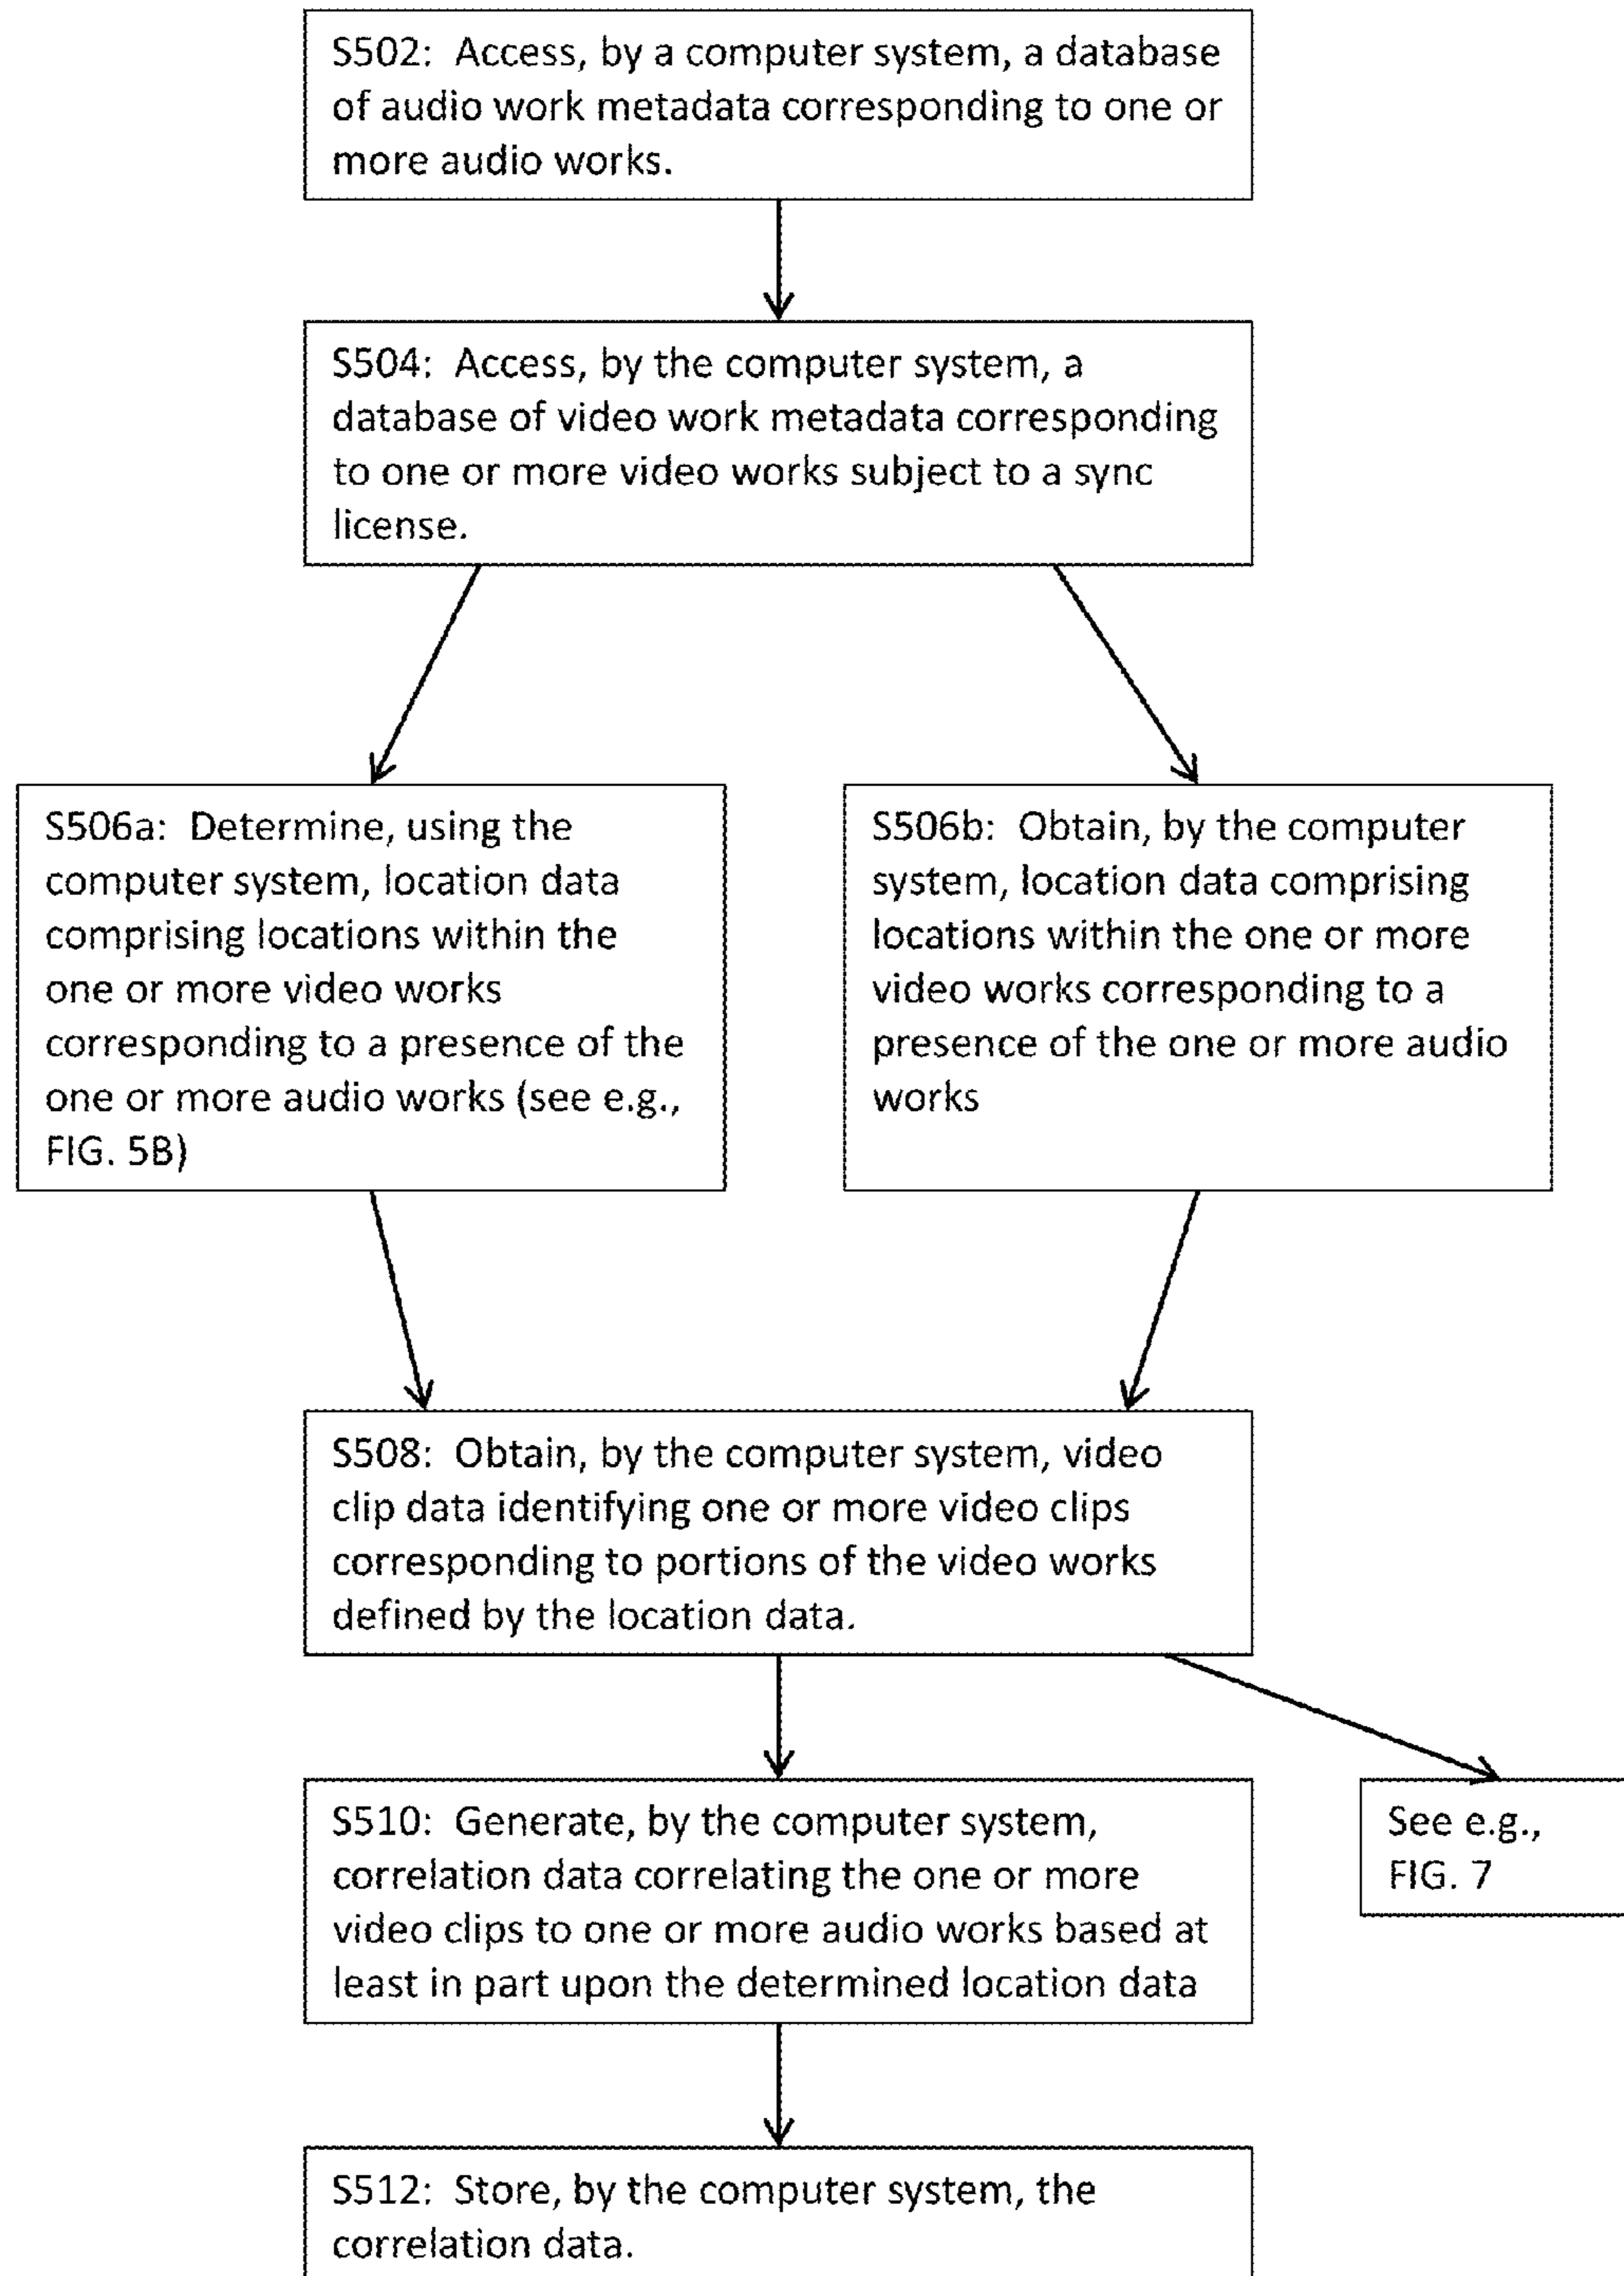 S502:  Access, by a computer system, a database
of audio work metadata corresponding to one or
more audio works.
S504:  Access, by the computer system, a
database of video work metadata corresponding
to one or more video works subject to a sync
license.
S506a:  Determine, using the
computer system, location data
comprising locations within the
one or more video works
corresponding to a presence of the
one or more audio works (see e.g.,
FIG. 5B)
S506b:  Obtain, by the computer
system, location data comprising
locations within the one or more
video works corresponding to a
presence of the one or more audio
works
S508:  Obtain, by the computer system, video
clip data identifying one or more video clips
corresponding to portions of the video works
defined by the location data.
S510:  Generate, by the computer system,
correlation data correlating the one or more
video clips to one or more audio works based at
least in part upon the determined location data
See e.g.,
FIG. 7
S512:  Store, by the computer system, the
correlation data.